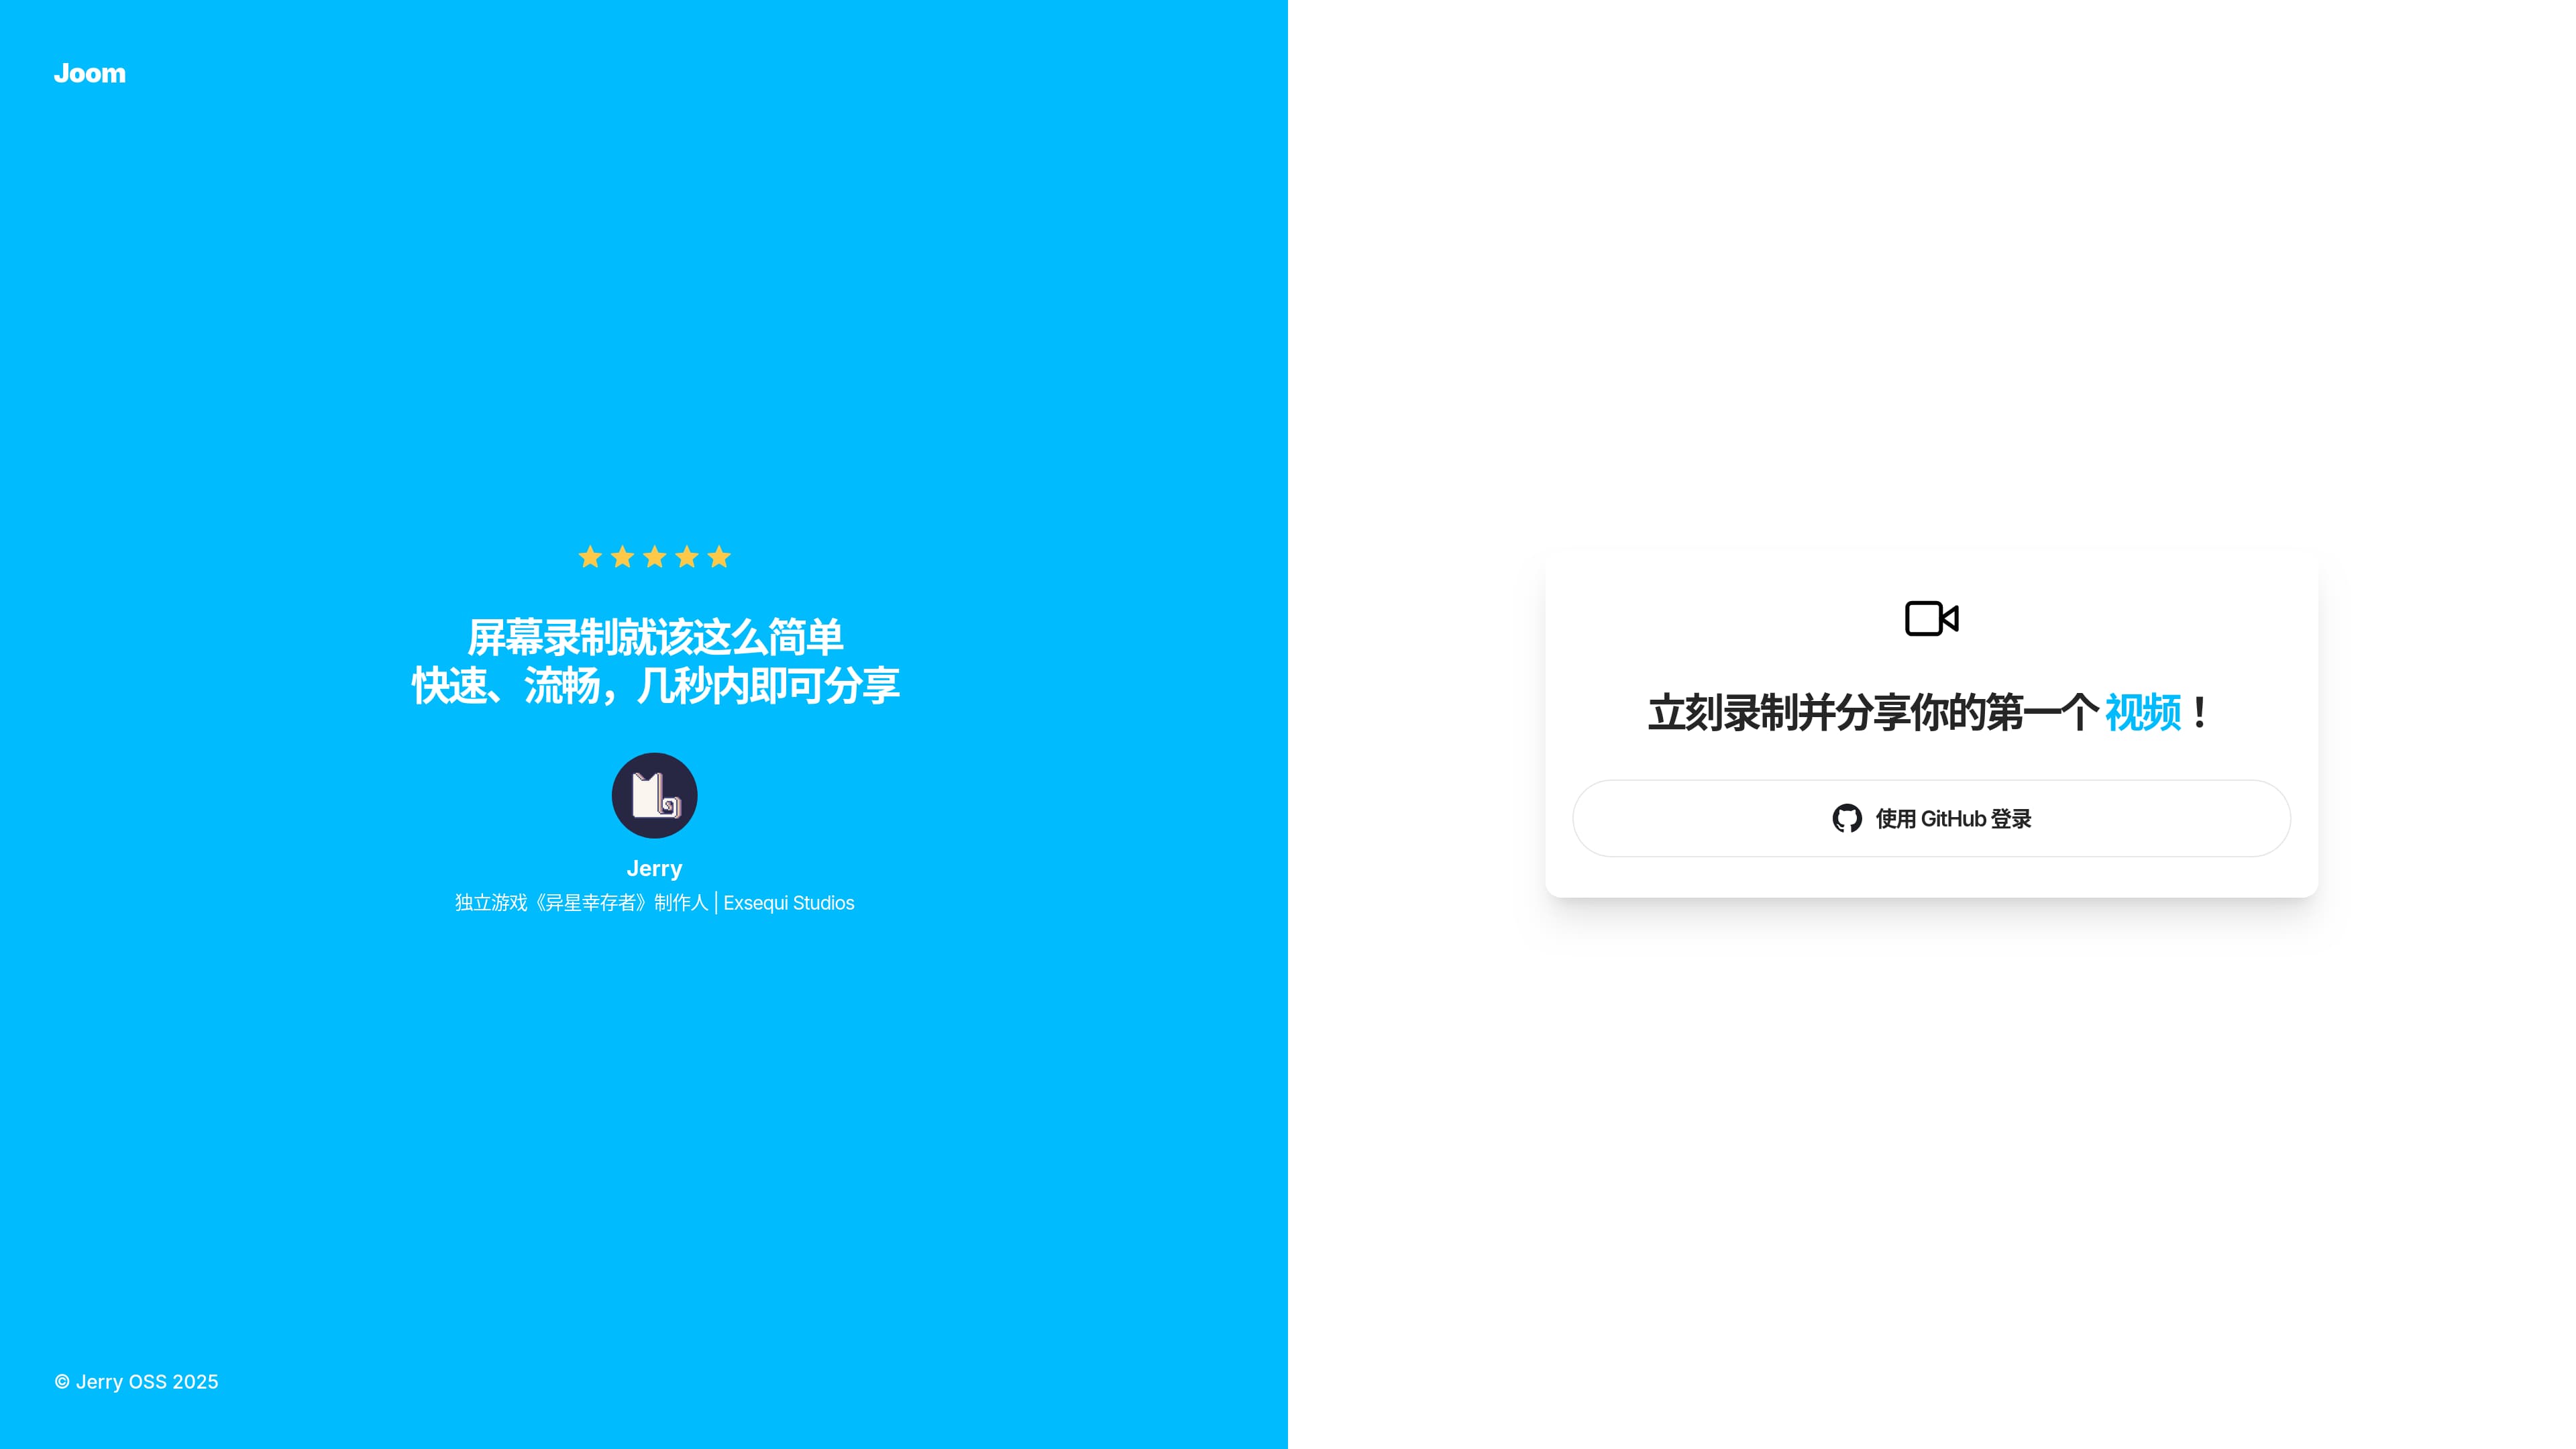 Joom
屏幕录制就该这么简单
快速、流畅，几秒内即可分享
Jerry
独立游戏《异星幸存者》制作人 | Exsequi Studios
© Jerry OSS 2025
立刻录制并分享你的第一个 视频！
使用 GitHub 登录